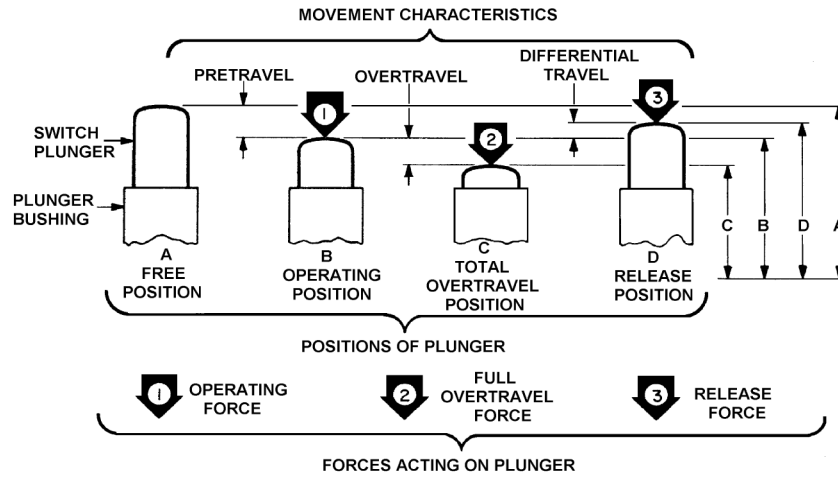 MOVEMENT CHARACTERISTICS
PRETRAVEL
OVERTRAVEL
DIFFERENTIAL
TRAVEL
1
2
3
SWITCH
PLUNGER
PLUNGER
BUSHING
A
FREE
POSITION
B
OPERATING
POSITION
C
TOTAL
OVERTRAVEL
POSITION
D
RELEASE
POSITION
C
B
D
A
POSITIONS OF PLUNGER
1
OPERATING
FORCE
2
FULL
OVERTRAVEL
FORCE
3
RELEASE
FORCE
FORCES ACTING ON PLUNGER